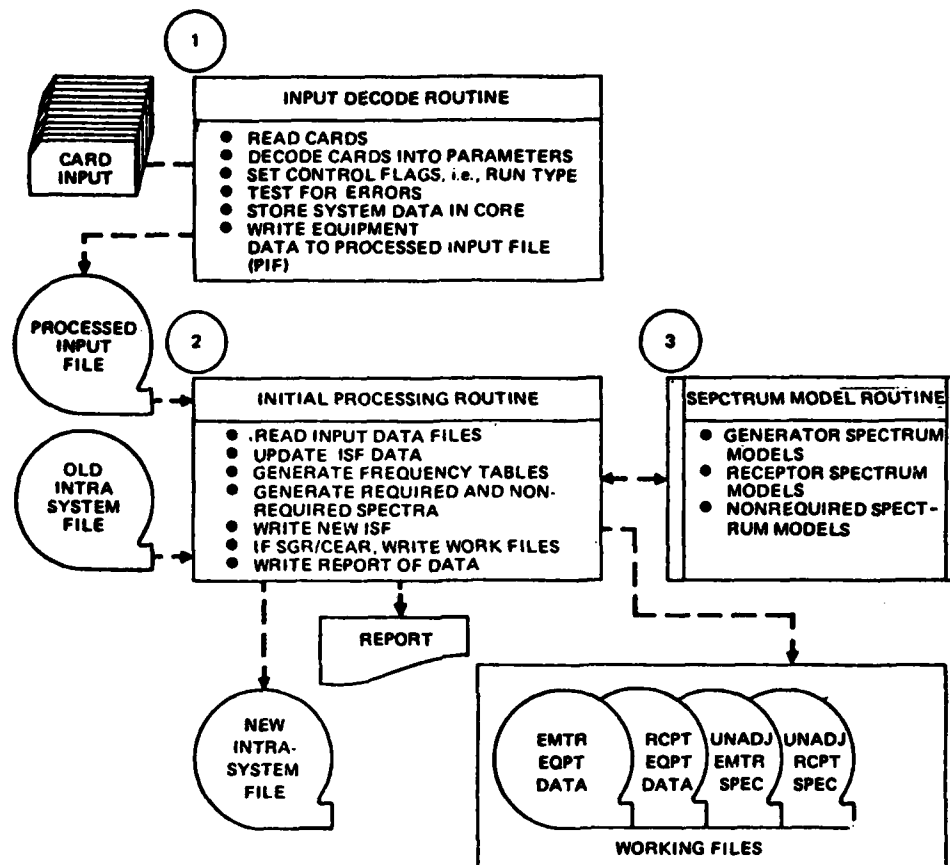 1
CARD
INPUT
INPUT DECODE ROUTINE
● READ CARDS
● DECODE CARDS INTO PARAMETERS
● SET CONTROL FLAGS, i.e., RUN TYPE
● TEST FOR ERRORS
● STORE SYSTEM DATA IN CORE
● WRITE EQUIPMENT
DATA TO PROCESSED INPUT FILE
(PIF)
PROCESSED
INPUT
FILE
2
3
OLD
INTRA
SYSTEM
FILE
INITIAL PROCESSING ROUTINE
● READ INPUT DATA FILES
● UPDATE ISF DATA
● GENERATE FREQUENCY TABLES
● GENERATE REQUIRED AND NON-
REQUIRED SPECTRA
● WRITE NEW ISF
● IF SGR/CEAR, WRITE WORK FILES
● WRITE REPORT OF DATA
SEPCTRUM MODEL ROUTINE
● GENERATOR SPECTRUM
MODELS
● RECEPTOR SPECTRUM
MODELS
● NONREQUIRED SPECT-
RUM MODELS
REPORT
NEW
INTRA-
SYSTEM
FILE
EMTR
EQPT
DATA
RCPT
EQPT
DATA
UNADJ
EMTR
SPEC
UNADJ
RCPT
SPEC
WORKING FILES